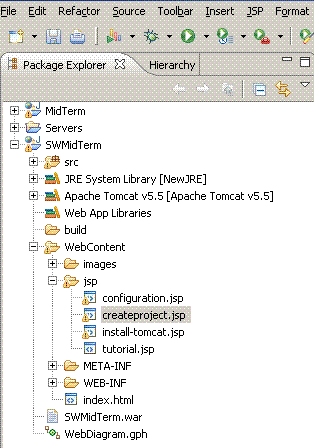 File Edit Refactor Source Toolbar Insert JSP Format
Package Explorer Hierarchy
MidTerm
Servers
SWMidTerm
src
JRE System Library [NewJRE]
Apache Tomcat v5.5 [Apache Tomcat v5.5]
Web App Libraries
build
WebContent
images
jsp
configuration.jsp
createproject.jsp
install-tomcat.jsp
tutorial.jsp
META-INF
WEB-INF
index.html
SWMidTerm.war
WebDiagram.gph